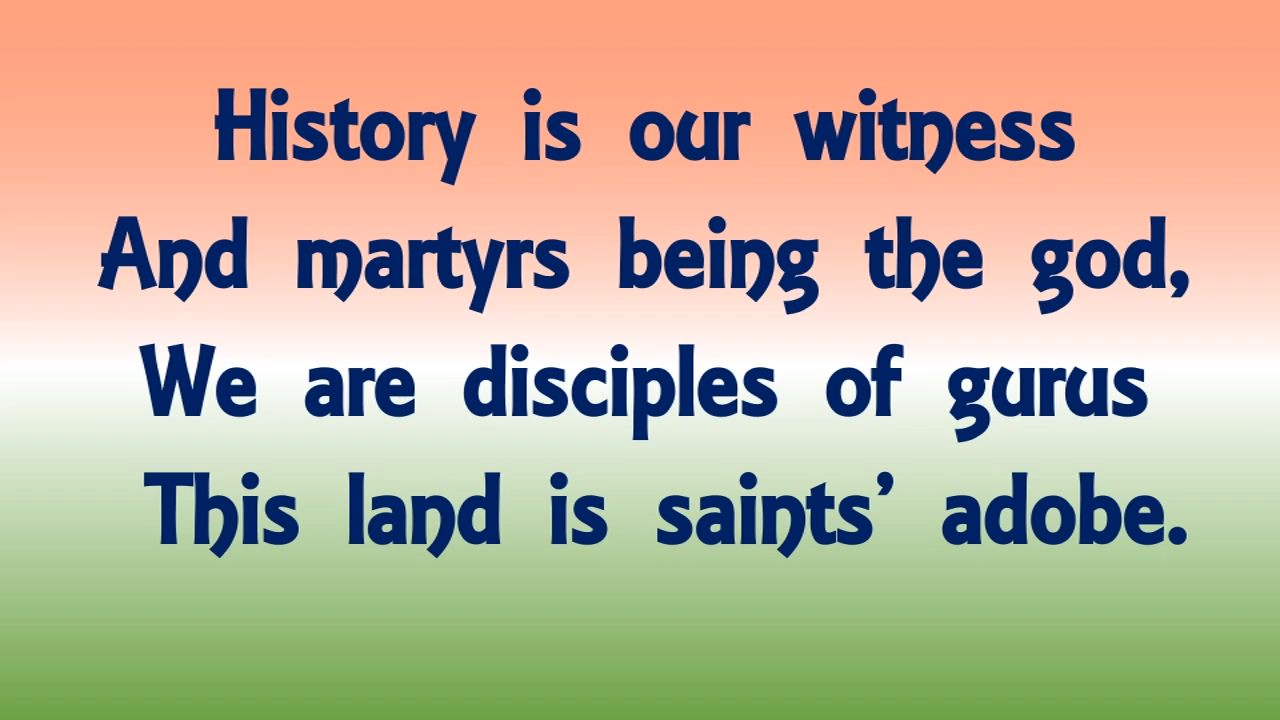 History is our witness
And martyrs being the god,
We are disciples of gurus
This land is saints’ adobe.